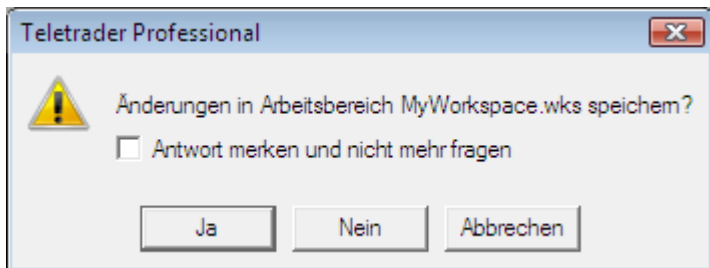 Teletrader Professional
Änderungen in Arbeitsbereich MyWorkspace.wks speichern?
Antwort merken und nicht mehr fragen
Ja Nein Abbrechen